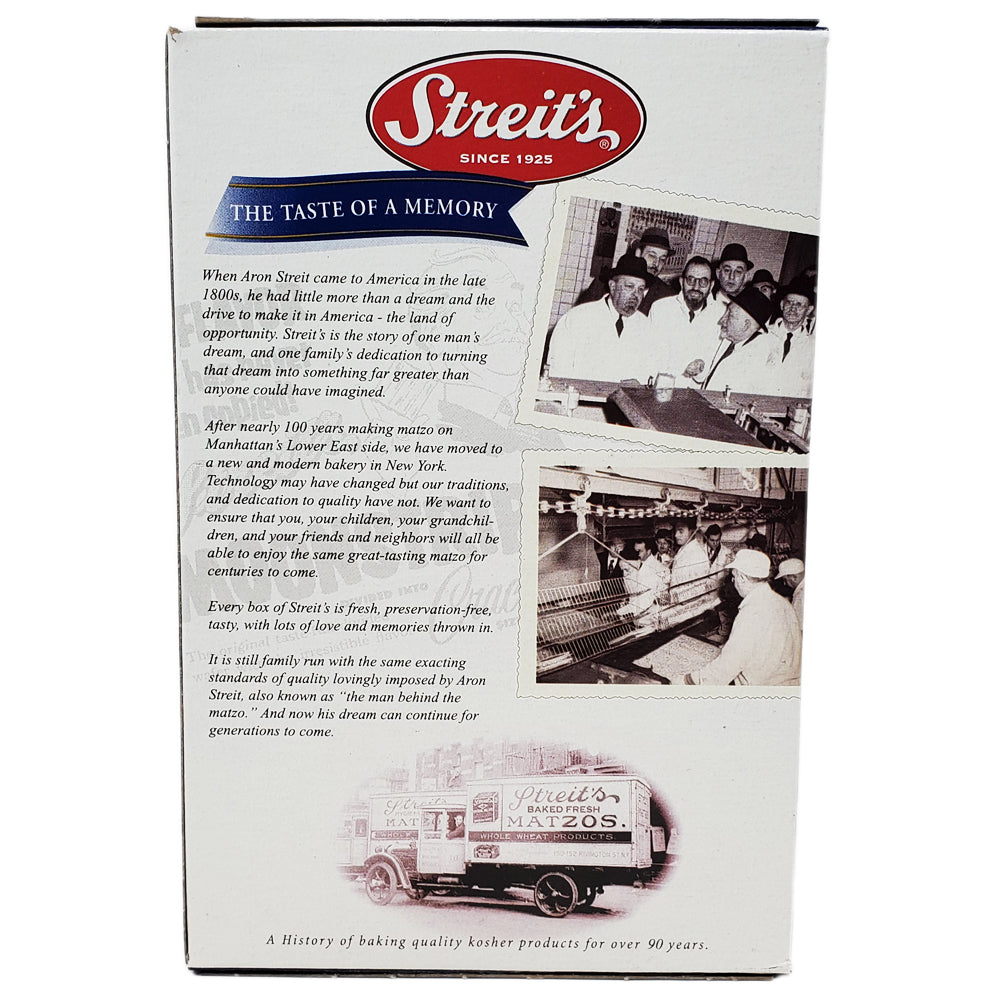 Streit's®
SINCE 1925
THE TASTE OF A MEMORY
When Aron Streit came to America in the late
1800s, he had little more than a dream and the
drive to make it in America - the land of
opportunity. Streit's is the story of one man's
dream, and one family's dedication to turning
that dream into something far greater than
anyone could have imagined.
After nearly 100 years making matzo on
Manhattan's Lower East side, we have moved to
a new and modern bakery in New York.
Technology may have changed but our traditions,
and dedication to quality have not. We want to
ensure that you, your children, your grandchil-
dren, and your friends and neighbors will all be
able to enjoy the same great-tasting matzo for
centuries to come.
Every box of Streit's is fresh, preservation-free,
tasty, with lots of love and memories thrown in.
It is still family run with the same exacting
standards of quality lovingly imposed by Aron
Streit, also known as "the man behind the
matzo." And now his dream can continue for
generations to come.
Streit's
MAT
WHOLE
Streit's
BAKED FRESH
MATZOS.
WHOLE WHEAT PRODUCTS.
150-152 RIVINGTON ST. N.Y.
A History of baking quality kosher products for over 90 years.